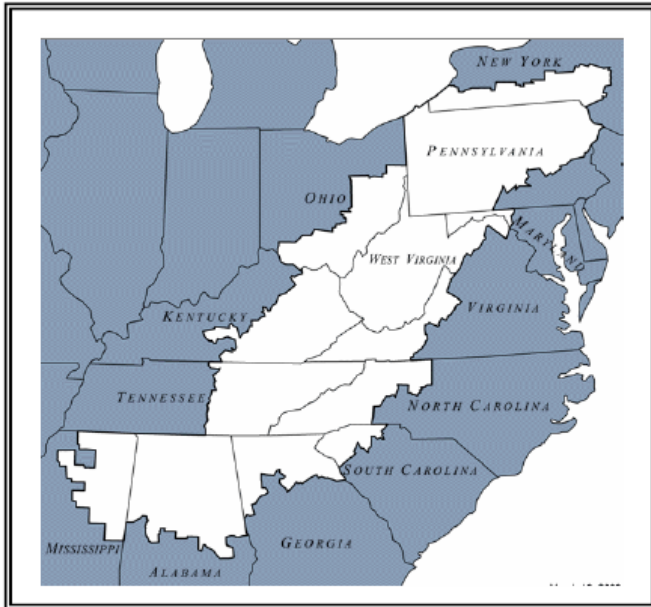 NEW YORK
PENNSYLVANIA
OHIO
MARYLAND
WEST VIRGINIA
VIRGINIA
KENTUCKY
TENNESSEE
NORTH CAROLINA
SOUTH CAROLINA
MISSISSIPPI
GEORGIA
ALABAMA